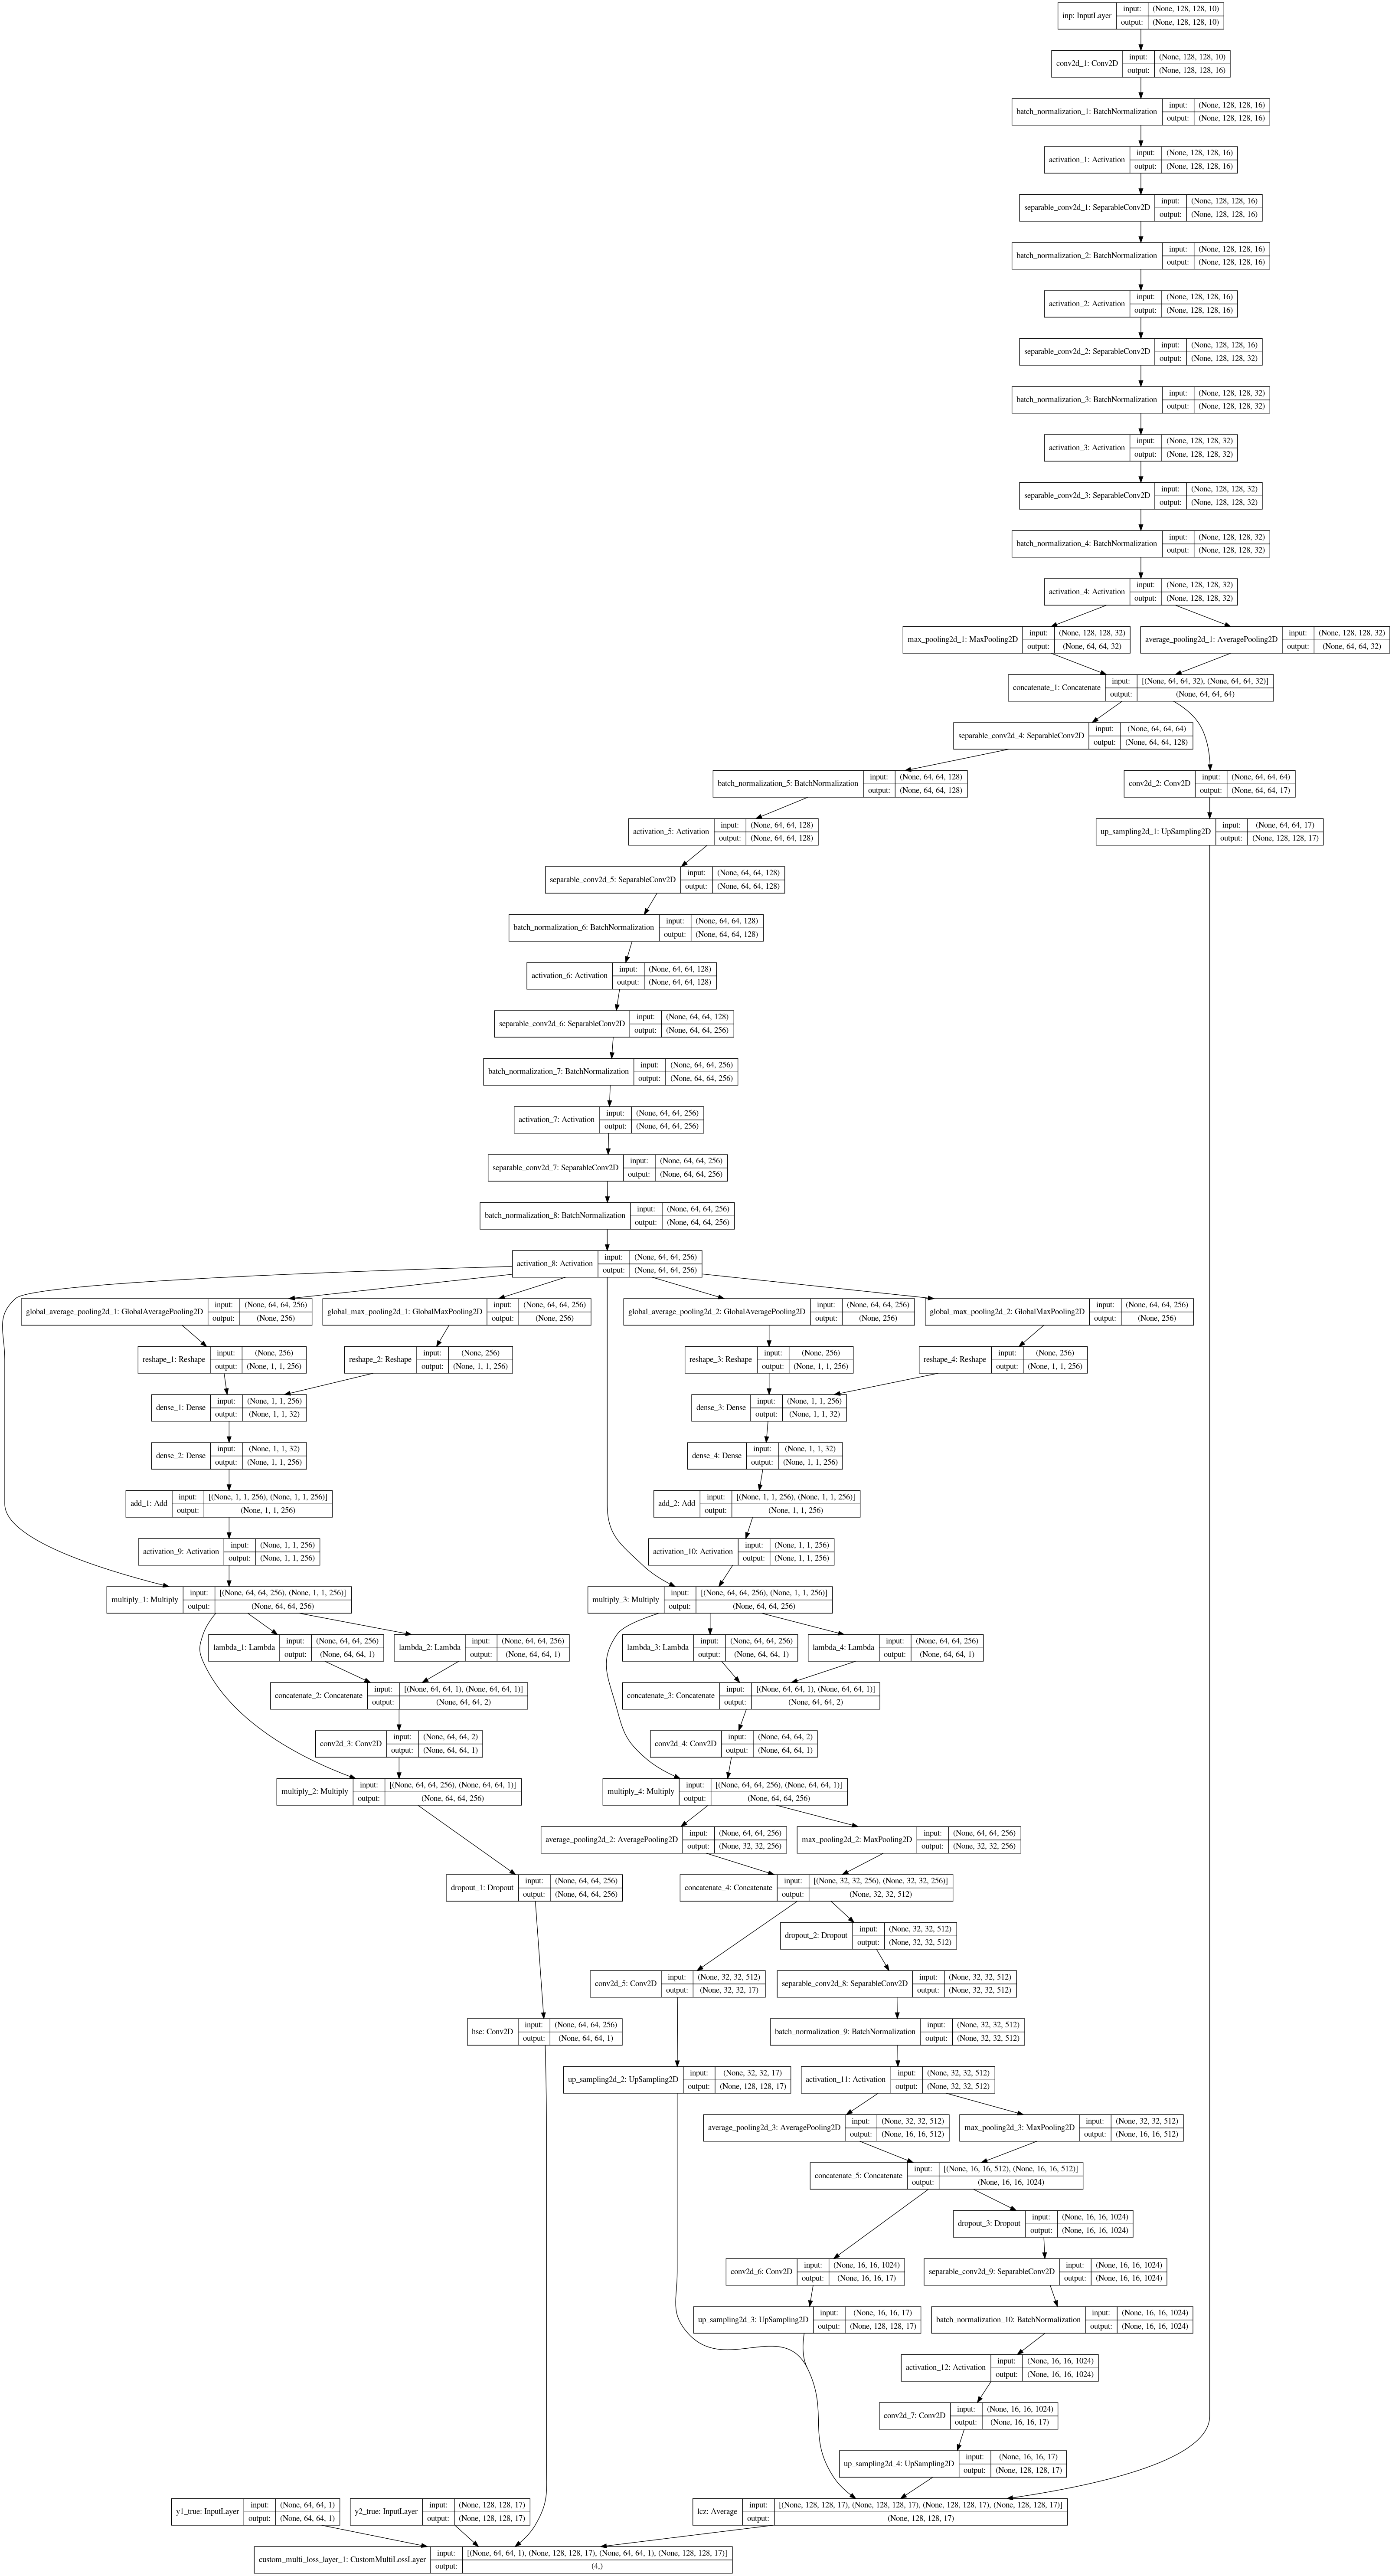 inp: InputLayer input: (None, 128, 128, 10)
output: (None, 128, 128, 10)
conv2d_1: Conv2D input: (None, 128, 128, 10)
output: (None, 128, 128, 16)
batch_normalization_1: BatchNormalization input: (None, 128, 128, 16)
output: (None, 128, 128, 16)
activation_1: Activation input: (None, 128, 128, 16)
output: (None, 128, 128, 16)
separable_conv2d_1: SeparableConv2D input: (None, 128, 128, 16)
output: (None, 128, 128, 16)
batch_normalization_2: BatchNormalization input: (None, 128, 128, 16)
output: (None, 128, 128, 16)
activation_2: Activation input: (None, 128, 128, 16)
output: (None, 128, 128, 16)
separable_conv2d_2: SeparableConv2D input: (None, 128, 128, 16)
output: (None, 128, 128, 32)
batch_normalization_3: BatchNormalization input: (None, 128, 128, 32)
output: (None, 128, 128, 32)
activation_3: Activation input: (None, 128, 128, 32)
output: (None, 128, 128, 32)
separable_conv2d_3: SeparableConv2D input: (None, 128, 128, 32)
output: (None, 128, 128, 32)
batch_normalization_4: BatchNormalization input: (None, 128, 128, 32)
output: (None, 128, 128, 32)
activation_4: Activation input: (None, 128, 128, 32)
output: (None, 128, 128, 32)
max_pooling2d_1: MaxPooling2D input: (None, 128, 128, 32)
output: (None, 64, 64, 32)
average_pooling2d_1: AveragePooling2D input: (None, 128, 128, 32)
output: (None, 64, 64, 32)
concatenate_1: Concatenate input: [(None, 64, 64, 32), (None, 64, 64, 32)]
output: (None, 64, 64, 64)
separable_conv2d_4: SeparableConv2D input: (None, 64, 64, 64)
output: (None, 64, 64, 128)
batch_normalization_5: BatchNormalization input: (None, 64, 64, 128)
output: (None, 64, 64, 128)
conv2d_2: Conv2D input: (None, 64, 64, 64)
output: (None, 64, 64, 17)
activation_5: Activation input: (None, 64, 64, 128)
output: (None, 64, 64, 128)
up_sampling2d_1: UpSampling2D input: (None, 64, 64, 17)
output: (None, 128, 128, 17)
separable_conv2d_5: SeparableConv2D input: (None, 64, 64, 128)
output: (None, 64, 64, 128)
batch_normalization_6: BatchNormalization input: (None, 64, 64, 128)
output: (None, 64, 64, 128)
activation_6: Activation input: (None, 64, 64, 128)
output: (None, 64, 64, 128)
separable_conv2d_6: SeparableConv2D input: (None, 64, 64, 128)
output: (None, 64, 64, 256)
batch_normalization_7: BatchNormalization input: (None, 64, 64, 256)
output: (None, 64, 64, 256)
activation_7: Activation input: (None, 64, 64, 256)
output: (None, 64, 64, 256)
separable_conv2d_7: SeparableConv2D input: (None, 64, 64, 256)
output: (None, 64, 64, 256)
batch_normalization_8: BatchNormalization input: (None, 64, 64, 256)
output: (None, 64, 64, 256)
activation_8: Activation input: (None, 64, 64, 256)
output: (None, 64, 64, 256)
global_average_pooling2d_1: GlobalAveragePooling2D input: (None, 64, 64, 256)
output: (None, 256)
global_max_pooling2d_1: GlobalMaxPooling2D input: (None, 64, 64, 256)
output: (None, 256)
global_average_pooling2d_2: GlobalAveragePooling2D input: (None, 64, 64, 256)
output: (None, 256)
global_max_pooling2d_2: GlobalMaxPooling2D input: (None, 64, 64, 256)
output: (None, 256)
reshape_1: Reshape input: (None, 256)
output: (None, 1, 1, 256)
reshape_2: Reshape input: (None, 256)
output: (None, 1, 1, 256)
reshape_3: Reshape input: (None, 256)
output: (None, 1, 1, 256)
reshape_4: Reshape input: (None, 256)
output: (None, 1, 1, 256)
dense_1: Dense input: (None, 1, 1, 256)
output: (None, 1, 1, 32)
dense_3: Dense input: (None, 1, 1, 256)
output: (None, 1, 1, 32)
dense_2: Dense input: (None, 1, 1, 32)
output: (None, 1, 1, 256)
dense_4: Dense input: (None, 1, 1, 32)
output: (None, 1, 1, 256)
add_1: Add input: [(None, 1, 1, 256), (None, 1, 1, 256)]
output: (None, 1, 1, 256)
add_2: Add input: [(None, 1, 1, 256), (None, 1, 1, 256)]
output: (None, 1, 1, 256)
activation_9: Activation input: (None, 1, 1, 256)
output: (None, 1, 1, 256)
activation_10: Activation input: (None, 1, 1, 256)
output: (None, 1, 1, 256)
multiply_1: Multiply input: [(None, 64, 64, 256), (None, 1, 1, 256)]
output: (None, 64, 64, 256)
multiply_3: Multiply input: [(None, 64, 64, 256), (None, 1, 1, 256)]
output: (None, 64, 64, 256)
lambda_1: Lambda input: (None, 64, 64, 256)
output: (None, 64, 64, 1)
lambda_2: Lambda input: (None, 64, 64, 256)
output: (None, 64, 64, 1)
lambda_3: Lambda input: (None, 64, 64, 256)
output: (None, 64, 64, 1)
lambda_4: Lambda input: (None, 64, 64, 256)
output: (None, 64, 64, 1)
concatenate_2: Concatenate input: [(None, 64, 64, 1), (None, 64, 64, 1)]
output: (None, 64, 64, 2)
concatenate_3: Concatenate input: [(None, 64, 64, 1), (None, 64, 64, 1)]
output: (None, 64, 64, 2)
conv2d_3: Conv2D input: (None, 64, 64, 2)
output: (None, 64, 64, 1)
conv2d_4: Conv2D input: (None, 64, 64, 2)
output: (None, 64, 64, 1)
multiply_2: Multiply input: [(None, 64, 64, 256), (None, 64, 64, 1)]
output: (None, 64, 64, 256)
multiply_4: Multiply input: [(None, 64, 64, 256), (None, 64, 64, 1)]
output: (None, 64, 64, 256)
average_pooling2d_2: AveragePooling2D input: (None, 64, 64, 256)
output: (None, 32, 32, 256)
max_pooling2d_2: MaxPooling2D input: (None, 64, 64, 256)
output: (None, 32, 32, 256)
dropout_1: Dropout input: (None, 64, 64, 256)
output: (None, 64, 64, 256)
concatenate_4: Concatenate input: [(None, 32, 32, 256), (None, 32, 32, 256)]
output: (None, 32, 32, 512)
dropout_2: Dropout input: (None, 32, 32, 512)
output: (None, 32, 32, 512)
conv2d_5: Conv2D input: (None, 32, 32, 512)
output: (None, 32, 32, 17)
separable_conv2d_8: SeparableConv2D input: (None, 32, 32, 512)
output: (None, 32, 32, 512)
hse: Conv2D input: (None, 64, 64, 256)
output: (None, 64, 64, 1)
batch_normalization_9: BatchNormalization input: (None, 32, 32, 512)
output: (None, 32, 32, 512)
up_sampling2d_2: UpSampling2D input: (None, 32, 32, 17)
output: (None, 128, 128, 17)
activation_11: Activation input: (None, 32, 32, 512)
output: (None, 32, 32, 512)
average_pooling2d_3: AveragePooling2D input: (None, 32, 32, 512)
output: (None, 16, 16, 512)
max_pooling2d_3: MaxPooling2D input: (None, 32, 32, 512)
output: (None, 16, 16, 512)
concatenate_5: Concatenate input: [(None, 16, 16, 512), (None, 16, 16, 512)]
output: (None, 16, 16, 1024)
dropout_3: Dropout input: (None, 16, 16, 1024)
output: (None, 16, 16, 1024)
conv2d_6: Conv2D input: (None, 16, 16, 1024)
output: (None, 16, 16, 17)
separable_conv2d_9: SeparableConv2D input: (None, 16, 16, 1024)
output: (None, 16, 16, 1024)
up_sampling2d_3: UpSampling2D input: (None, 16, 16, 17)
output: (None, 128, 128, 17)
batch_normalization_10: BatchNormalization input: (None, 16, 16, 1024)
output: (None, 16, 16, 1024)
activation_12: Activation input: (None, 16, 16, 1024)
output: (None, 16, 16, 1024)
conv2d_7: Conv2D input: (None, 16, 16, 1024)
output: (None, 16, 16, 17)
up_sampling2d_4: UpSampling2D input: (None, 16, 16, 17)
output: (None, 128, 128, 17)
y1_true: InputLayer input: (None, 64, 64, 1)
output: (None, 64, 64, 1)
y2_true: InputLayer input: (None, 128, 128, 17)
output: (None, 128, 128, 17)
lcz: Average input: [(None, 128, 128, 17), (None, 128, 128, 17), (None, 128, 128, 17), (None, 128, 128, 17)]
output: (None, 128, 128, 17)
custom_multi_loss_layer_1: CustomMultiLossLayer input: [(None, 64, 64, 1), (None, 128, 128, 17), (None, 64, 64, 1), (None, 128, 128, 17)]
output: (4,)